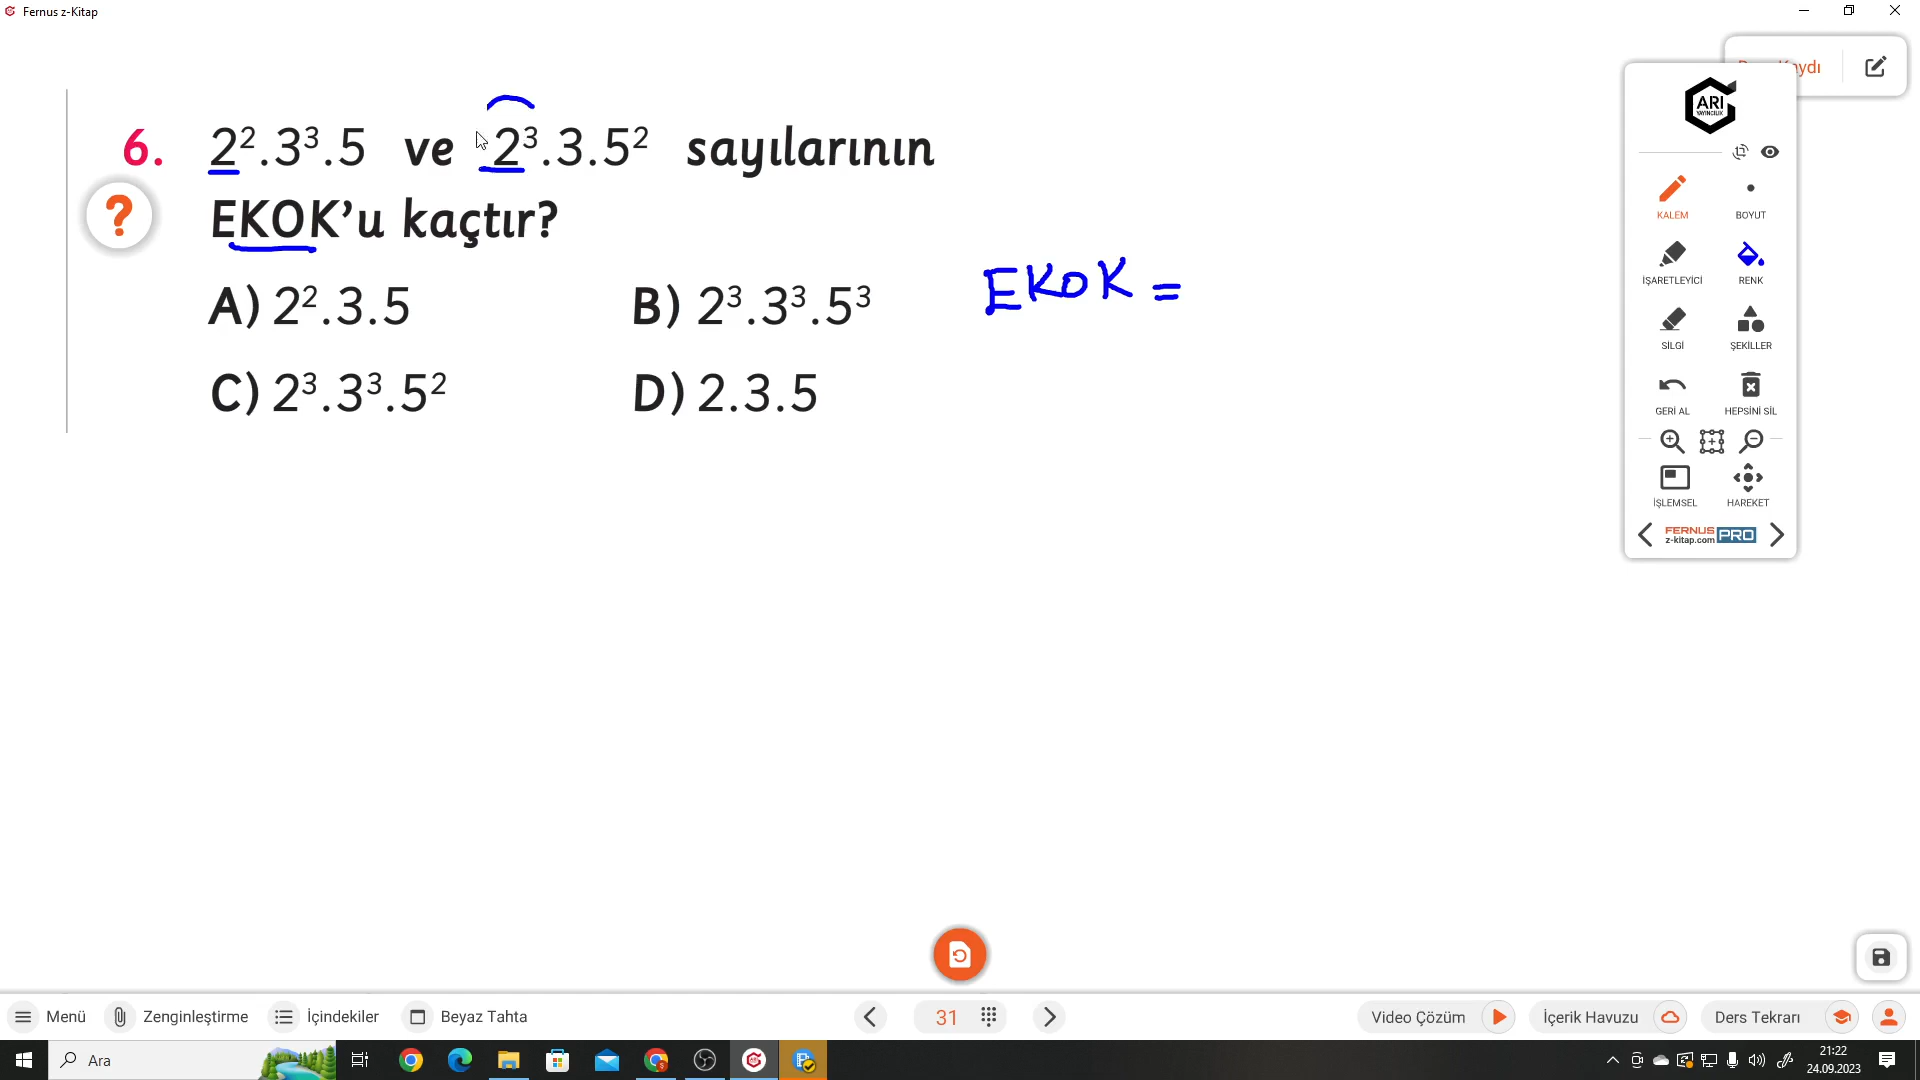 Fernus z-Kitap
Kaydı
ARI
YAYINCILIK
6. 2².3³.5 ve 2³.3.5² sayılarının
EKOK'u kaçtır?
A) 2².3.5 B) 2³.3³.5³
C) 2³.3³.5² D) 2.3.5
EKOK =
KALEM BOYUT
İŞARETLEYİCİ RENK
SİLGİ ŞEKİLLER
GERİ AL HEPSİNİ SİL
İŞLEMSEL HAREKET
FERNUS PRO
z-kitap.com
Menü Zenginleştirme İçindekiler Beyaz Tahta 31 Video Çözüm İçerik Havuzu Ders Tekrarı
Ara
21:22
24.09.2023